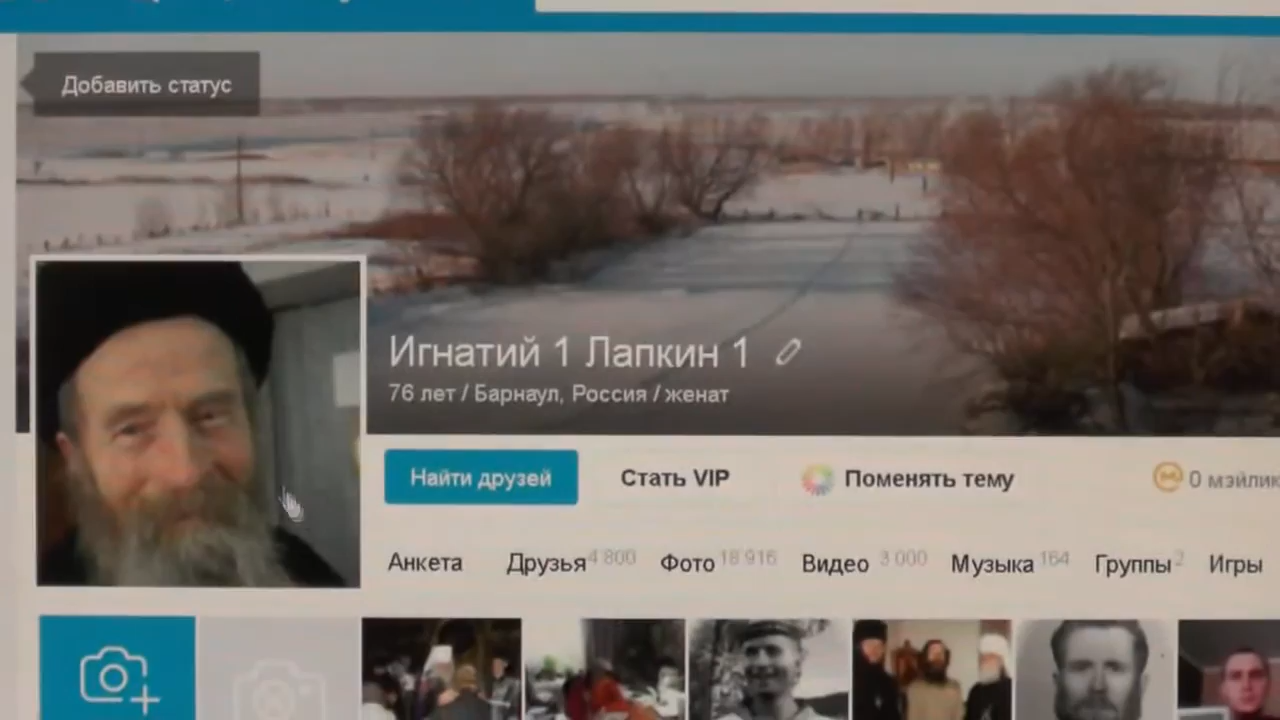 Добавить статус
Игнатий 1 Лапкин 1
76 лет / Барнаул, Россия / женат
Найти друзей Стать VIP Поменять тему 0 мэйлик
Анкета Друзья 4 800 Фото 18 916 Видео 3 000 Музыка 164 Группы 2 Игры